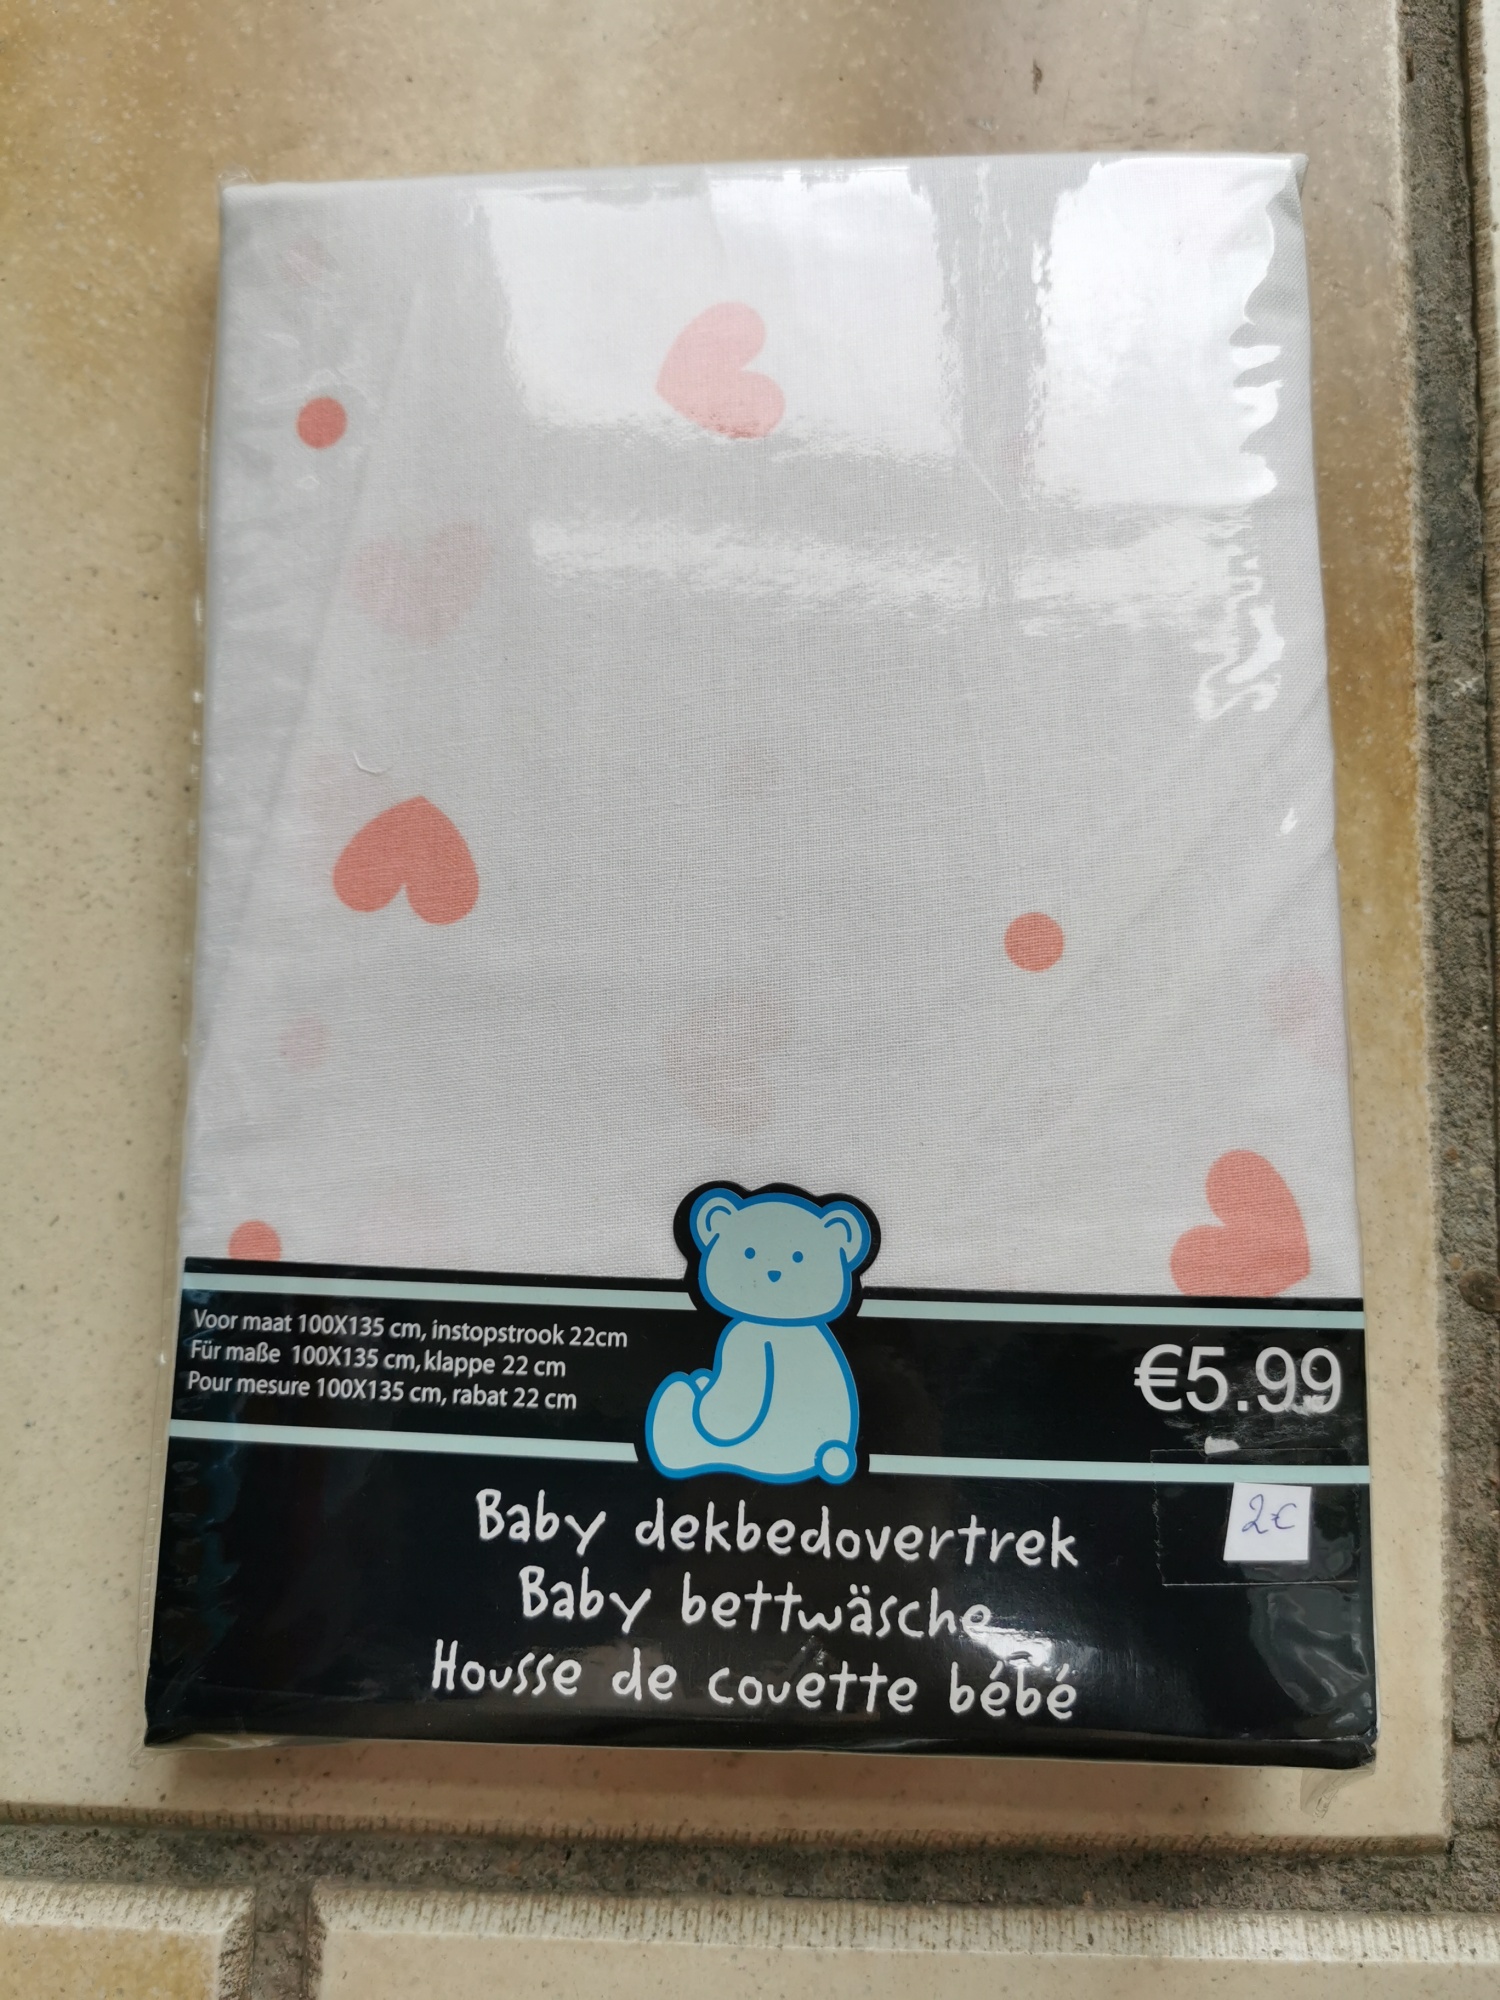 Voor maat 100X135 cm, instopstrook 22cm
Für maße 100X135 cm, klappe 22 cm
Pour mesure 100X135 cm, rabat 22 cm
€5.99
2€
Baby dekbedovertrek
Baby bettwäsche
Housse de couette bébé